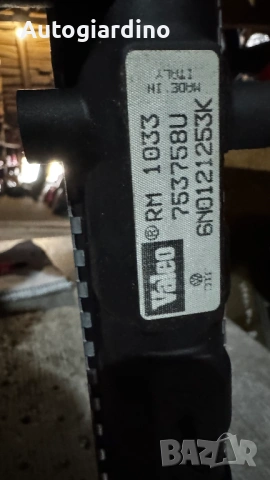 Autogiardino
MADE IN
ITALY
Valeo ® RM 1033
753758U
6N0121253K
BAZAR